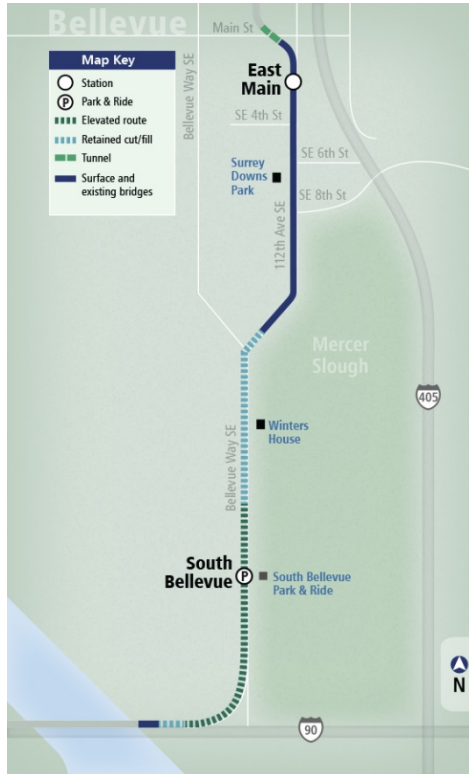 Bellevue
Main St
Map Key
Station
P
Park & Ride
Elevated route
Retained cut/fill
Tunnel
Surface and
existing bridges
Bellevue Way SE
East
Main
SE 4th St
SE 6th St
Surrey
Downs
Park
SE 8th St
112th Ave SE
Mercer
Slough
405
Winters
House
Bellevue Way SE
South
Bellevue
P
South Bellevue
Park & Ride
N
90